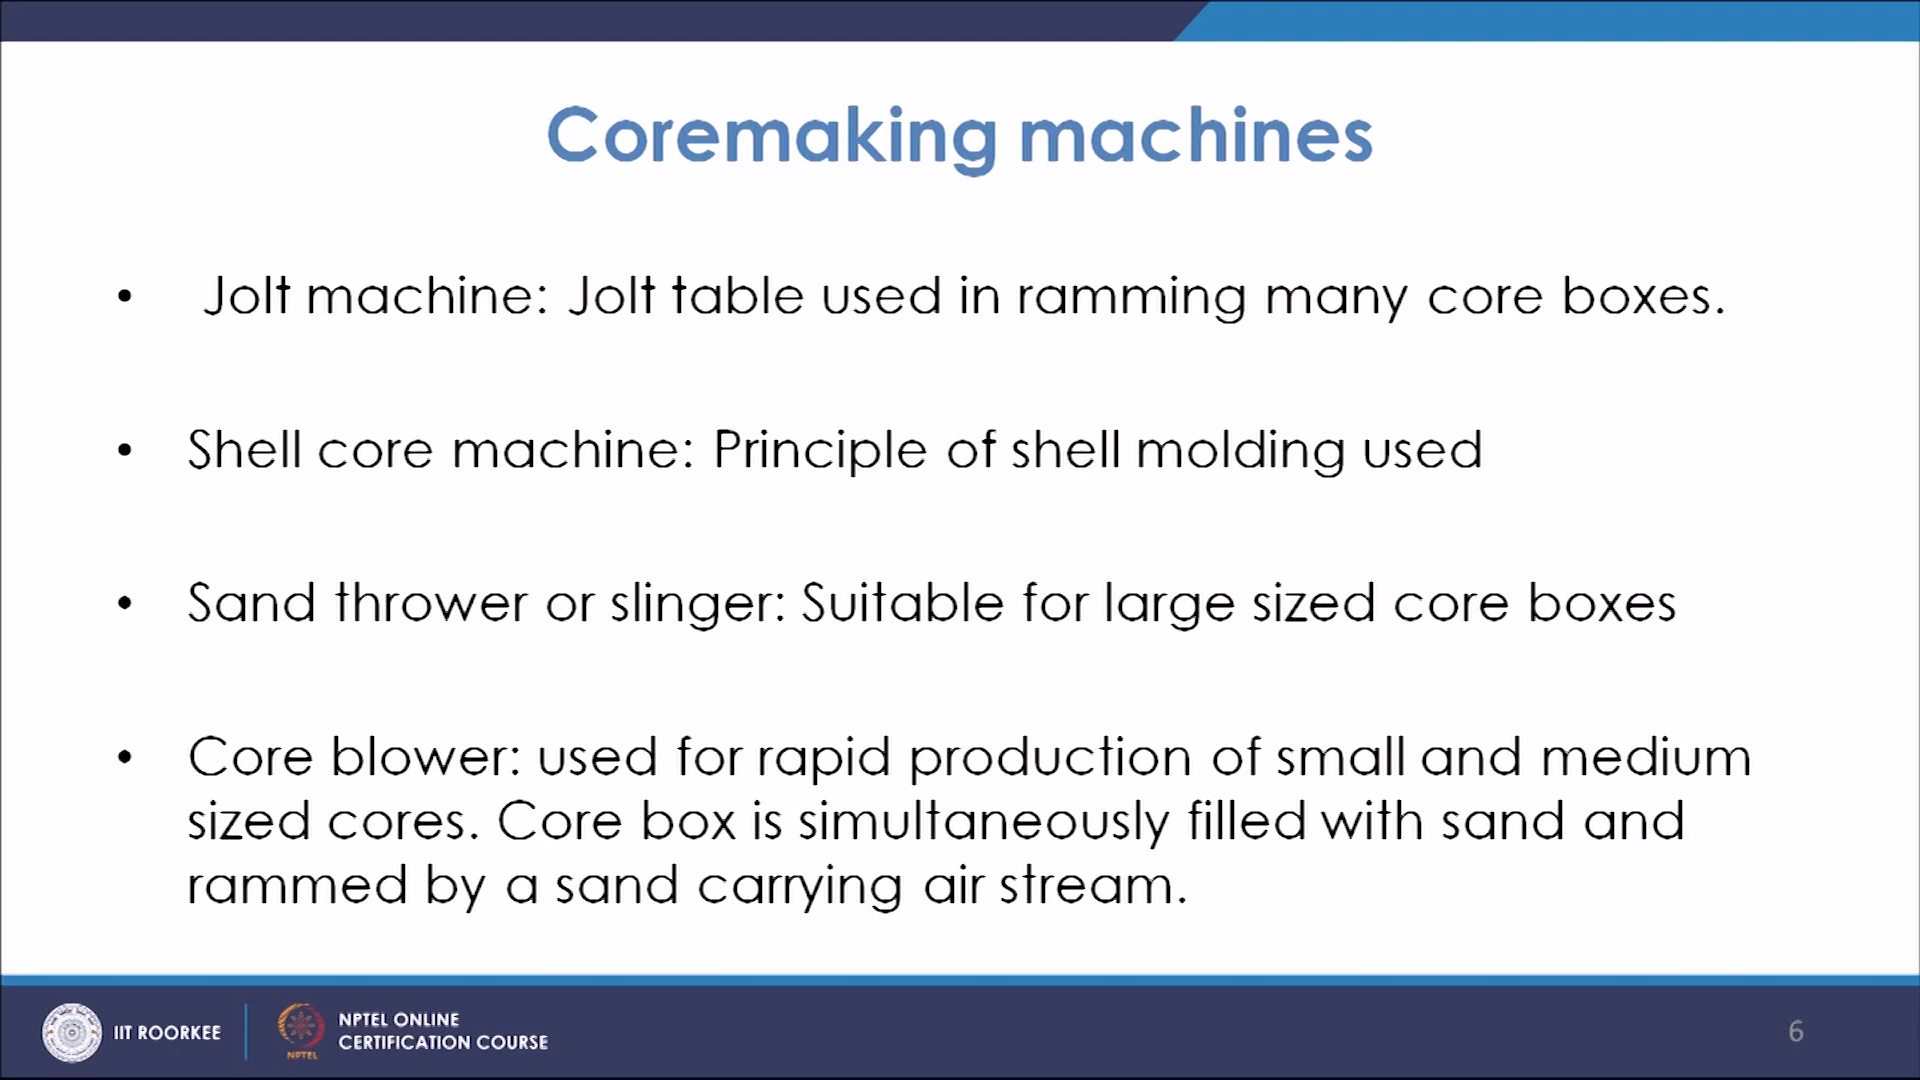 Coremaking machines
• Jolt machine: Jolt table used in ramming many core boxes.
• Shell core machine: Principle of shell molding used
• Sand thrower or slinger: Suitable for large sized core boxes
• Core blower: used for rapid production of small and medium
sized cores. Core box is simultaneously filled with sand and
rammed by a sand carrying air stream.
IIT ROORKEE
NPTEL
NPTEL ONLINE
CERTIFICATION COURSE
6